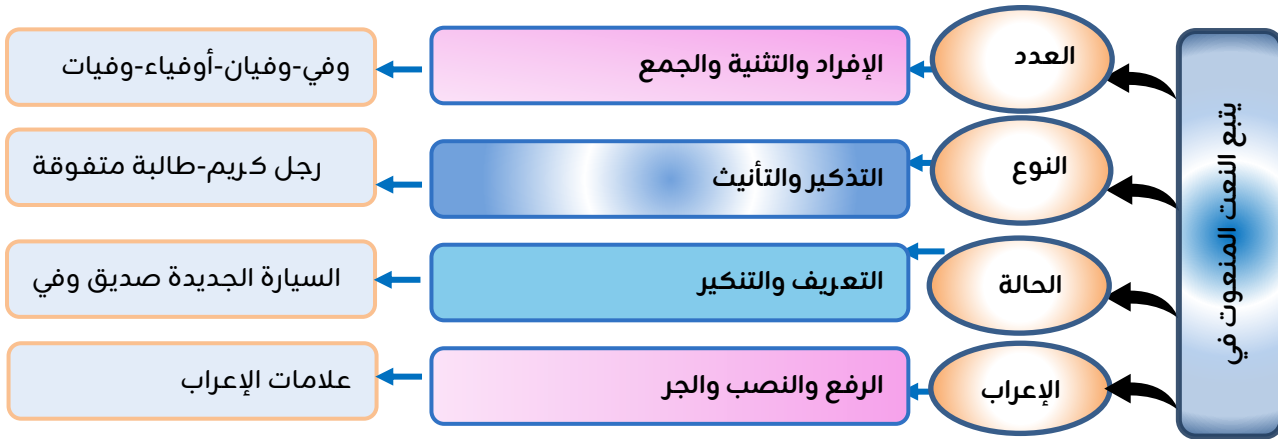 يتبع النعت المنعوت في
العدد
الإفراد والتثنية والجمع
وفي-وفيان-أوفياء-وفيات
النوع
التذكير والتأنيث
رجل كريم-طالبة متفوقة
الحالة
التعريف والتنكير
السيارة الجديدة صديق وفي
الإعراب
الرفع والنصب والجر
علامات الإعراب